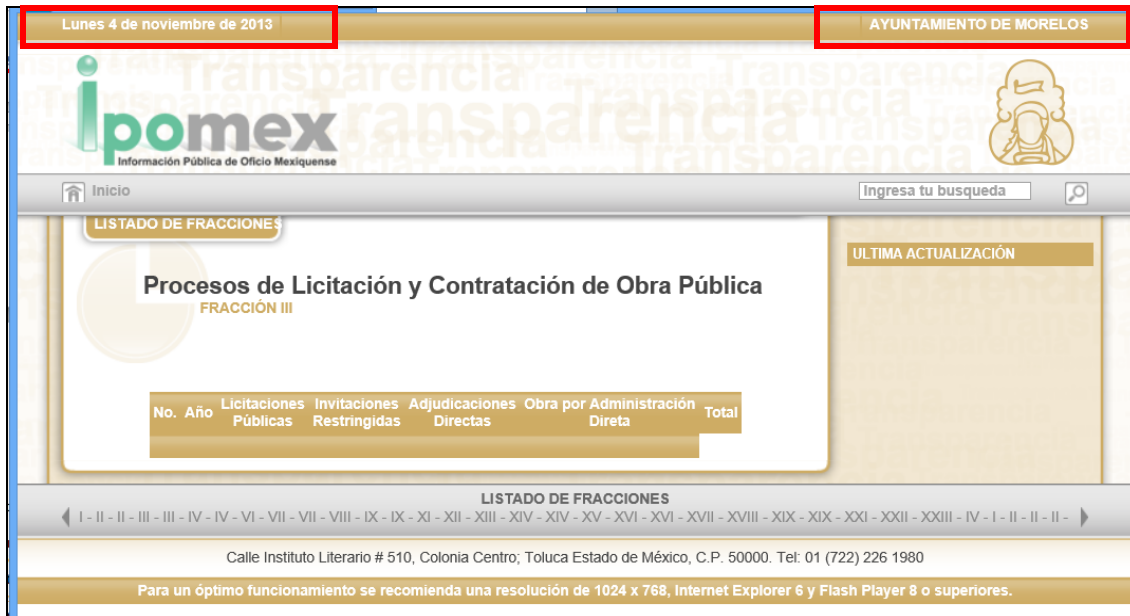 Lunes 4 de noviembre de 2013
AYUNTAMIENTO DE MORELOS
ipomex
Información Pública de Oficio Mexiquense
Transparencia
Inicio
Ingresa tu busqueda
LISTADO DE FRACCIONES
ULTIMA ACTUALIZACIÓN
Procesos de Licitación y Contratación de Obra Pública
FRACCIÓN III
No. Año Licitaciones Públicas Invitaciones Restringidas Adjudicaciones Directas Obra por Administración Direta Total
LISTADO DE FRACCIONES
I - II - II - III - III - IV - IV - VI - VII - VII - VIII - IX - IX - XI - XII - XIII - XIV - XIV - XV - XVI - XVI - XVII - XVIII - XIX - XIX - XXI - XXII - XXIII - IV - I - II - II - II -
Calle Instituto Literario # 510, Colonia Centro; Toluca Estado de México, C.P. 50000. Tel: 01 (722) 226 1980
Para un óptimo funcionamiento se recomienda una resolución de 1024 x 768, Internet Explorer 6 y Flash Player 8 o superiores.